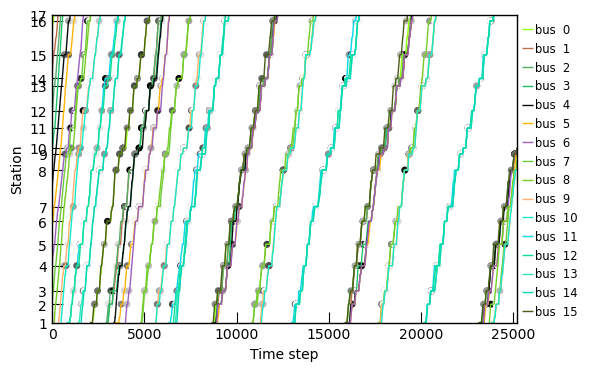 17
16
15
14
13
12
11
10
9
8
7
6
5
4
3
2
1
0
5000
10000
15000
20000
25000
Station
Time step
bus 0
bus 1
bus 2
bus 3
bus 4
bus 5
bus 6
bus 7
bus 8
bus 9
bus 10
bus 11
bus 12
bus 13
bus 14
bus 15